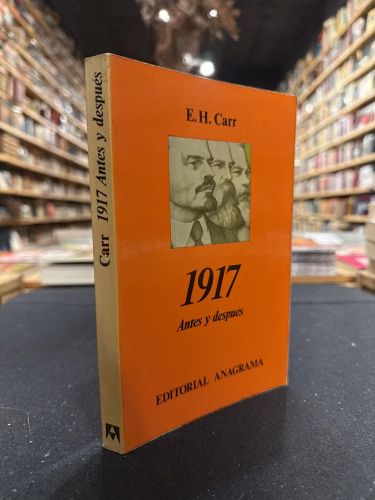 Carr 1917 Antes y después
E. H. Carr
1917
Antes y después
EDITORIAL ANAGRAMA